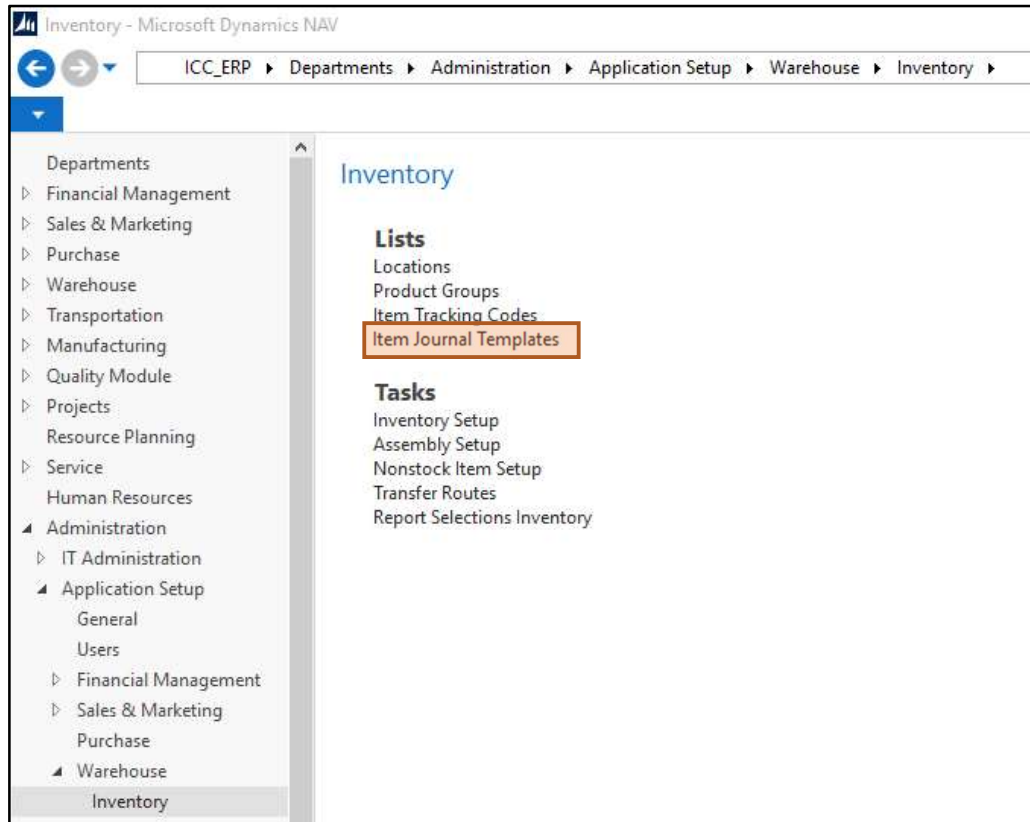 Inventory - Microsoft Dynamics NAV
ICC_ERP Departments Administration Application Setup Warehouse Inventory
Departments
Financial Management
Sales & Marketing
Purchase
Warehouse
Transportation
Manufacturing
Quality Module
Projects
Resource Planning
Service
Human Resources
Administration
IT Administration
Application Setup
General
Users
Financial Management
Sales & Marketing
Purchase
Warehouse
Inventory
Inventory
Lists
Locations
Product Groups
Item Tracking Codes
Item Journal Templates
Tasks
Inventory Setup
Assembly Setup
Nonstock Item Setup
Transfer Routes
Report Selections Inventory